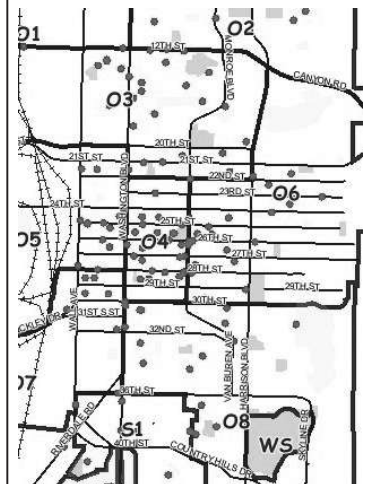 O1
O2
12TH ST
MONROE BLVD
CANYON RD
O3
20TH ST
21ST ST
21ST ST
22ND ST
WASHINGTON BLVD
23RD ST
O6
24TH ST
25TH ST
O5
O4
26TH ST
27TH ST
28TH ST
29TH ST
29TH ST
30TH ST
WALL AVE
31ST S ST
CKLEY DR
32ND ST
VAN BUREN AVE
HARRISON BLVD
O7
36TH ST
RIVERDALE RD
S1
O8
40TH ST
COUNTRY HILLS DR
WS
SKYLINE DR